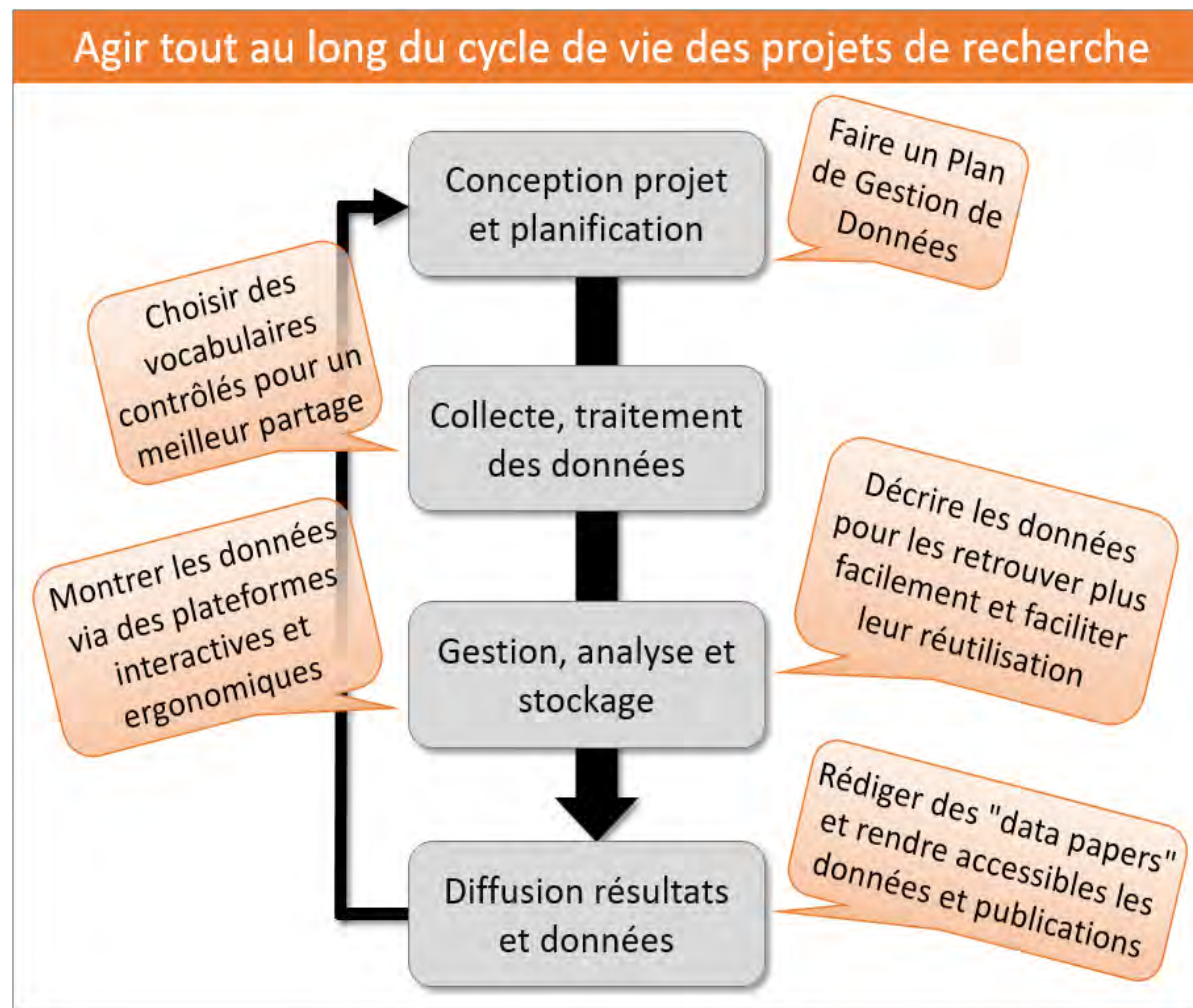 Agir tout au long du cycle de vie des projets de recherche
Conception projet
et planification
Faire un Plan
de Gestion de
Données
Choisir des
vocabulaires
contrôlés pour un
meilleur partage
Collecte, traitement
des données
Décrire les données
pour les retrouver plus
facilement et faciliter
leur réutilisation
Montrer les données
via des plateformes
interactives et
ergonomiques
Gestion, analyse et
stockage
Rédiger des "data papers"
et rendre accessibles les
données et publications
Diffusion résultats
et données